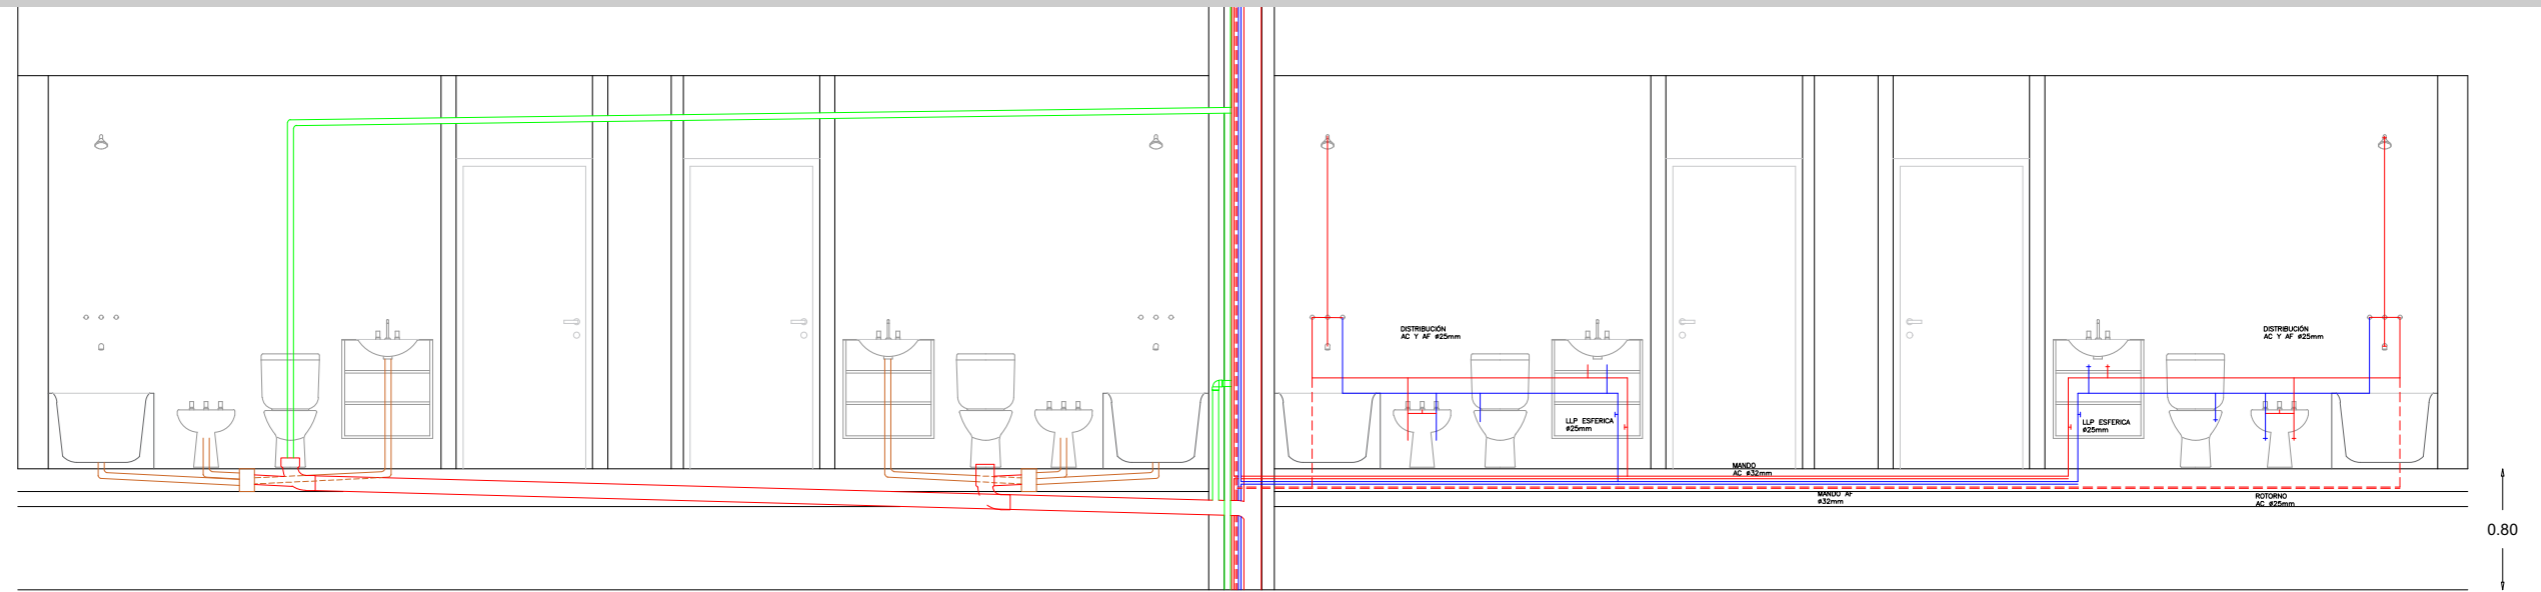 DISTRIBUCIÓN
AC Y AF ø25mm
DISTRIBUCIÓN
AC Y AF ø25mm
LLP ESFERICA
ø25mm
LLP ESFERICA
ø25mm
MANDO
AC ø32mm
MANDO AF
ø32mm
ROTORNO
AC ø25mm
0.80